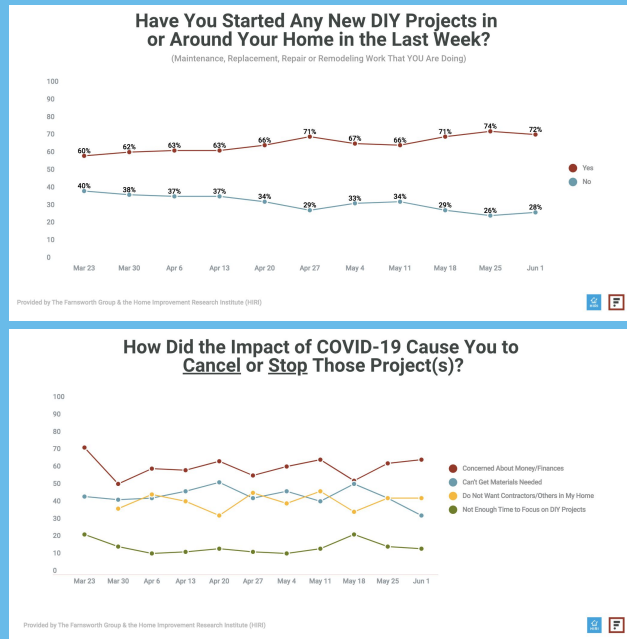 Have You Started Any New DIY Projects in
or Around Your Home in the Last Week?
(Maintenance, Replacement, Repair or Remodeling Work That YOU Are Doing)
100
90
80
70
60
50
40
30
20
10
0
60% 62% 63% 63% 66% 71% 67% 66% 71% 74% 72%
40% 38% 37% 37% 34% 29% 33% 34% 29% 26% 28%
Mar 23 Mar 30 Apr 6 Apr 13 Apr 20 Apr 27 May 4 May 11 May 18 May 25 Jun 1
Yes
No
Provided by The Farnsworth Group & the Home Improvement Research Institute (HIRI)
How Did the Impact of COVID-19 Cause You to
Cancel or Stop Those Project(s)?
100
90
80
70
60
50
40
30
20
10
0
Mar 23 Mar 30 Apr 6 Apr 13 Apr 20 Apr 27 May 4 May 11 May 18 May 25 Jun 1
Concerned About Money/Finances
Can't Get Materials Needed
Do Not Want Contractors/Others In My Home
Not Enough Time to Focus on DIY Projects
Provided by The Farnsworth Group & the Home Improvement Research Institute (HIRI)